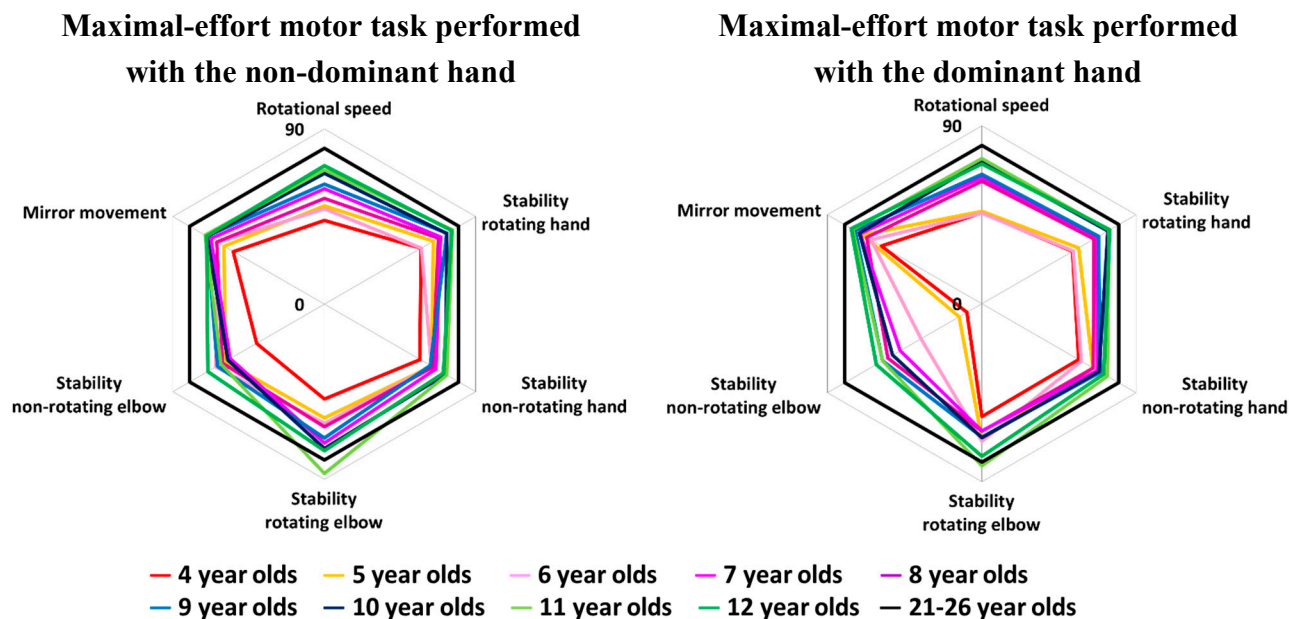 Maximal-effort motor task performed
with the non-dominant hand
Rotational speed
90
Stability
rotating hand
Mirror movement
0
Stability
non-rotating elbow
Stability
non-rotating hand
Stability
rotating elbow
Maximal-effort motor task performed
with the dominant hand
Rotational speed
90
Stability
rotating hand
Mirror movement
0
Stability
non-rotating elbow
Stability
non-rotating hand
Stability
rotating elbow
4 year olds 5 year olds 6 year olds 7 year olds 8 year olds
9 year olds 10 year olds 11 year olds 12 year olds 21-26 year olds